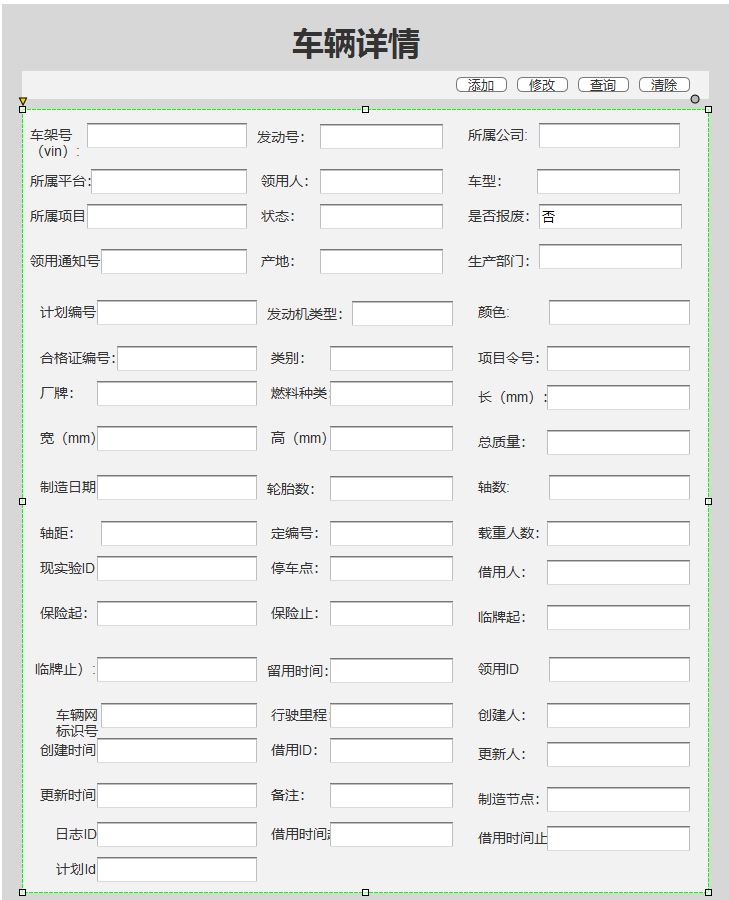 车辆详情
添加 修改 查询 清除
车架号 发动号： 所属公司:
（vin）:
所属平台: 领用人： 车型：
所属项目 状态： 是否报废： 否
领用通知号 产地： 生产部门：
计划编号 发动机类型： 颜色:
合格证编号： 类别： 项目令号：
厂牌： 燃料种类: 长（mm）:
宽（mm） 高（mm） 总质量：
制造日期 轮胎数： 轴数:
轴距： 定编号： 载重人数：
现实验ID 停车点： 借用人：
保险起： 保险止： 临牌起：
临牌止）: 留用时间： 领用ID
车辆网 行驶里程: 创建人：
标识号
创建时间 借用ID： 更新人：
更新时间 备注： 制造节点：
日志ID 借用时间 借用时间止
计划Id